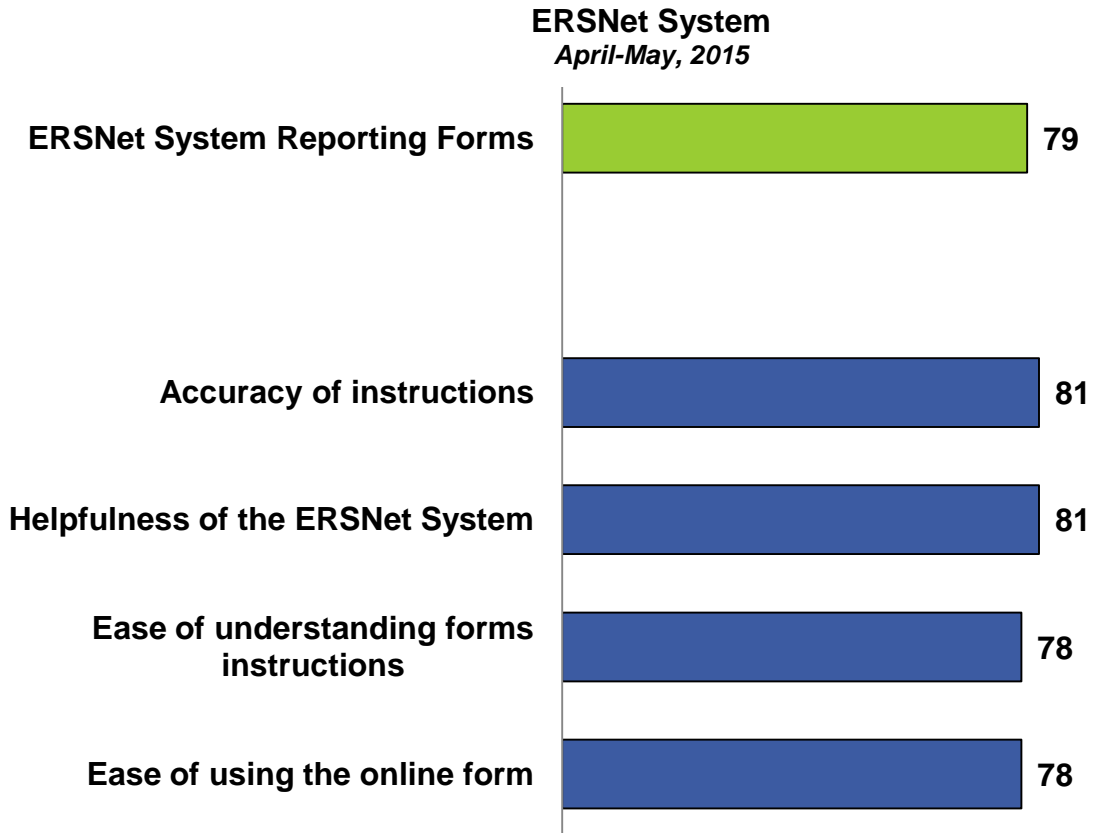 ERSNet System
April-May, 2015
ERSNet System Reporting Forms
79
Accuracy of instructions
81
Helpfulness of the ERSNet System
81
Ease of understanding forms
instructions
78
Ease of using the online form
78